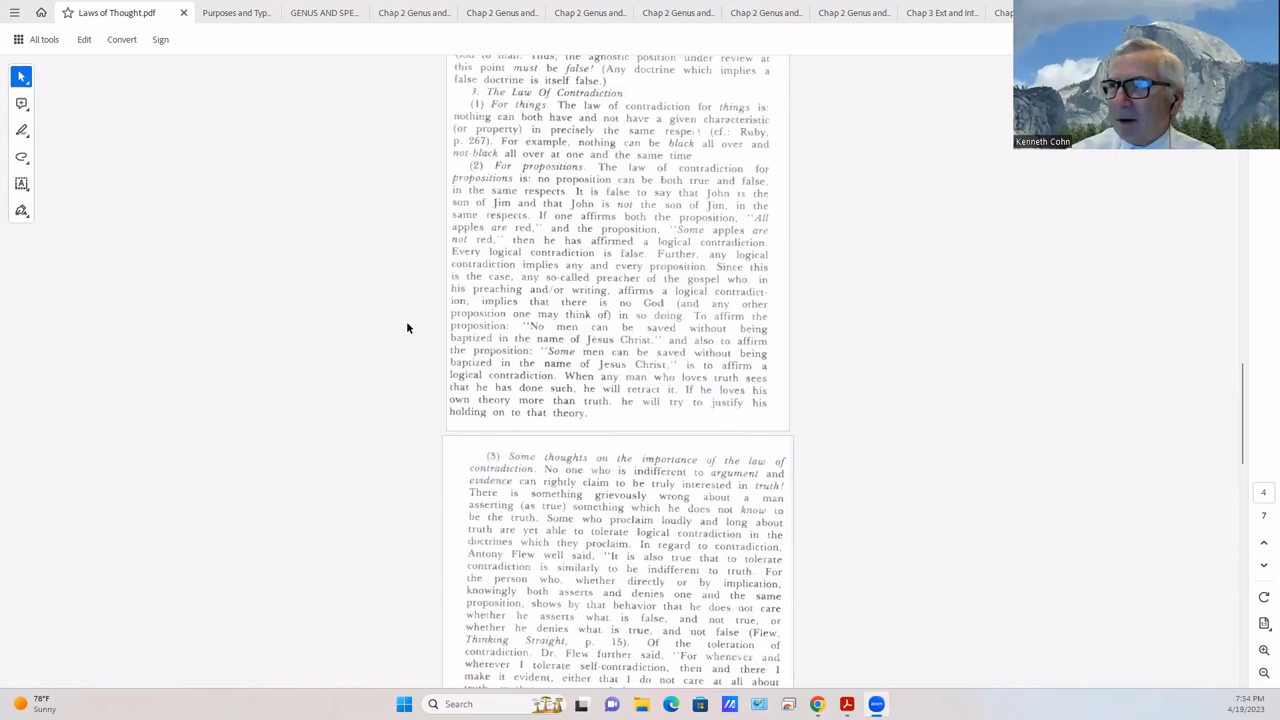 Laws of Thought.pdf
Purposes and Typ...
GENUS AND SPE...
Chap 2 Genus and...
Chap 2 Genus and...
Chap 2 Genus and...
Chap 2 Genus and...
Chap 2 Genus and...
Chap 2 Genus and...
Chap 3 Ext and Int...
All tools
Edit
Convert
Sign
Kenneth Cohn
God to man. Thus, the agnostic position under review at
this point must be false! (Any doctrine which implies a
false doctrine is itself false.)
3. The Law Of Contradiction.
(1) For things. The law of contradiction for things is:
nothing can both have and not have a given characteristic
(or property) in precisely the same respect (cf.: Ruby,
p. 267). For example, nothing can be black all over and
not-black all over at one and the same time.
(2) For propositions. The law of contradiction for
propositions is: no proposition can be both true and false,
in the same respects. It is false to say that John is the
son of Jim and that John is not the son of Jim, in the
same respects. If one affirms both the proposition, "All
apples are red," and the proposition, "Some apples are
not red," then he has affirmed a logical contradiction.
Every logical contradiction is false. Further, any logical
contradiction implies any and every proposition. Since this
is the case, any so-called preacher of the gospel who, in
his preaching and/or writing, affirms a logical contradict-
ion, implies that there is no God (and any other
proposition one may think of) in so doing. To affirm the
proposition: "No men can be saved without being
baptized in the name of Jesus Christ," and also to affirm
the proposition: "Some men can be saved without being
baptized in the name of Jesus Christ," is to affirm a
logical contradiction. When any man who loves truth sees
that he has done such, he will retract it. If he loves his
own theory more than truth, he will try to justify his
holding on to that theory.
(3) Some thoughts on the importance of the law of
contradiction. No one who is indifferent to argument and
evidence can rightly claim to be truly interested in truth!
There is something grievously wrong about a man
asserting (as true) something which he does not know to
be the truth. Some who proclaim loudly and long about
truth are yet able to tolerate logical contradiction in the
doctrines which they proclaim. In regard to contradiction,
Antony Flew well said, "It is also true that to tolerate
contradiction is similarly to be indifferent to truth. For
the person who, whether directly or by implication,
knowingly both asserts and denies one and the same
proposition, shows by that behavior that he does not care
whether he asserts what is false, and not true, or
whether he denies what is true, and not false (Flew,
Thinking Straight, p. 15). Of the toleration of
contradiction. Dr. Flew further said, "For whenever and
wherever I tolerate self-contradiction, then and there I
make it evident, either that I do not care at all about
4
7
78°F
Sunny
Search
7:54 PM
4/19/2023